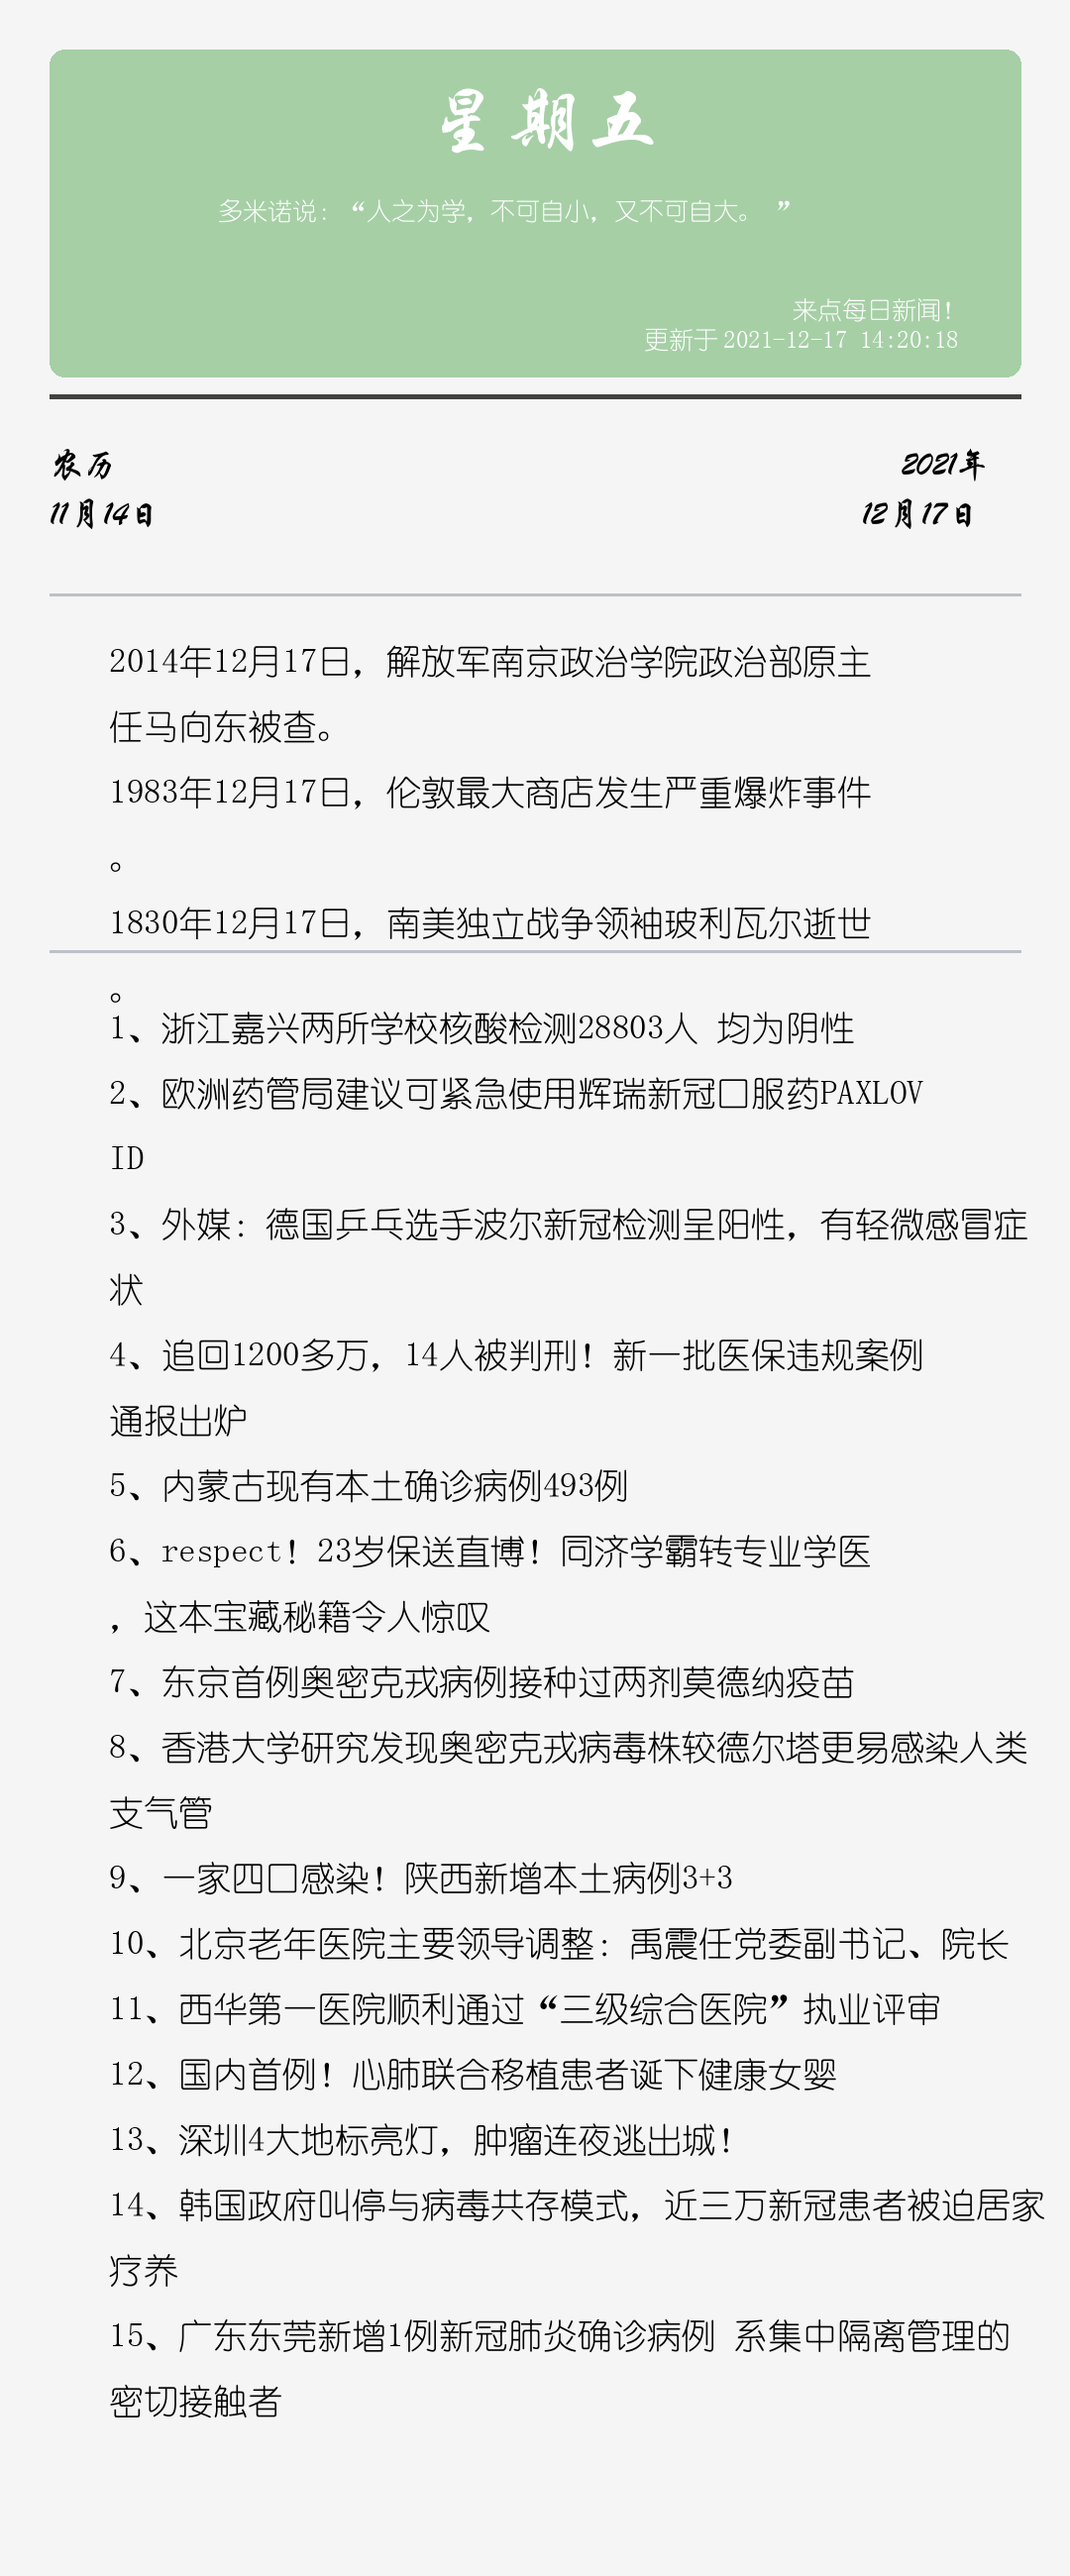 星期五
多米诺说：“人之为学，不可自小，又不可自大。 ”
来点每日新闻！
更新于2021-12-17 14:20:18
农历
2021年
11月14日
12月17日
2014年12月17日，解放军南京政治学院政治部原主
任马向东被查。
1983年12月17日，伦敦最大商店发生严重爆炸事件
。
1830年12月17日，南美独立战争领袖玻利瓦尔逝世
。
1、浙江嘉兴两所学校核酸检测28803人 均为阴性
2、欧洲药管局建议可紧急使用辉瑞新冠口服药PAXLOV
ID
3、外媒：德国乒乓选手波尔新冠检测呈阳性，有轻微感冒症
状
4、追回1200多万，14人被判刑！新一批医保违规案例
通报出炉
5、内蒙古现有本土确诊病例493例
6、respect！23岁保送直博！同济学霸转专业学医
，这本宝藏秘籍令人惊叹
7、东京首例奥密克戎病例接种过两剂莫德纳疫苗
8、香港大学研究发现奥密克戎病毒株较德尔塔更易感染人类
支气管
9、一家四口感染！陕西新增本土病例3+3
10、北京老年医院主要领导调整：禹震任党委副书记、院长
11、西华第一医院顺利通过“三级综合医院”执业评审
12、国内首例！心肺联合移植患者诞下健康女婴
13、深圳4大地标亮灯，肿瘤连夜逃出城！
14、韩国政府叫停与病毒共存模式，近三万新冠患者被迫居家
疗养
15、广东东莞新增1例新冠肺炎确诊病例 系集中隔离管理的
密切接触者